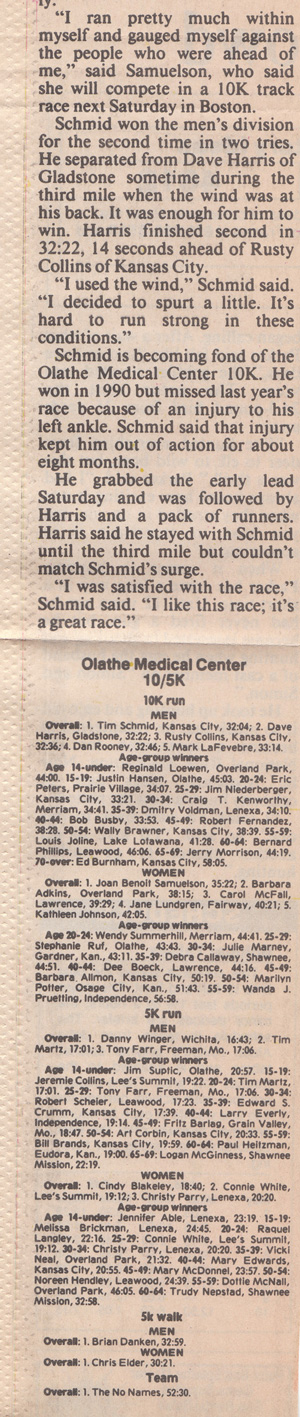 ly.
"I ran pretty much within
myself and gauged myself against
the people who were ahead of
me," said Samuelson, who said
she will compete in a 10K track
race next Saturday in Boston.
Schmid won the men's division
for the second time in two tries.
He separated from Dave Harris of
Gladstone sometime during the
third mile when the wind was at
his back. It was enough for him to
win. Harris finished second in
32:22, 14 seconds ahead of Rusty
Collins of Kansas City.
"I used the wind," Schmid said.
"I decided to spurt a little. It's
hard to run strong in these
conditions."
Schmid is becoming fond of the
Olathe Medical Center 10K. He
won in 1990 but missed last year's
race because of an injury to his
left ankle. Schmid said that injury
kept him out of action for about
eight months.
He grabbed the early lead
Saturday and was followed by
Harris and a pack of runners.
Harris said he stayed with Schmid
until the third mile but couldn't
match Schmid's surge.
"I was satisfied with the race,"
Schmid said. "I like this race; it's
a great race."
Olathe Medical Center
10/5K
10K run
MEN
Overall: 1. Tim Schmid, Kansas City, 32:04; 2. Dave
Harris, Gladstone, 32:22; 3. Rusty Collins, Kansas City,
32:36; 4. Dan Rooney, 32:46; 5. Mark LaFevebre, 33:14.
Age-group winners
Age 14-under: Reginald Loewen, Overland Park,
44:00. 15-19: Justin Hansen, Olathe, 45:03. 20-24: Eric
Peters, Prairie Village, 34:07. 25-29: Jim Niederberger,
Kansas City, 33:21. 30-34: Craig T. Kenworthy,
Merriam, 34:41. 35-39: Dmitry Voldman, Lenexa, 34:10.
40-44: Bob Busby, 33:53. 45-49: Robert Fernandez,
38:28. 50-54: Wally Brawner, Kansas City, 38:39. 55-59:
Louis Joline, Lake Lotawana, 41:28. 60-64: Bernard
Phillips, Leawood, 46:06. 65-69: Jerry Morrison, 44:19.
70-over: Ed Burnham, Kansas City, 58:05.
WOMEN
Overall: 1. Joan Benoit Samuelson, 35:22; 2. Barbara
Adkins, Overland Park, 38:15; 3. Carol McFall,
Lawrence, 39:29; 4. Jane Lundgren, Fairway, 40:21; 5.
Kathleen Johnson, 42:05.
Age-group winners
Age 20-24: Wendy Summerhill, Merriam, 44:41. 25-29:
Stephanie Ruf, Olathe, 43:43. 30-34: Julie Marney,
Gardner, Kan., 43:11. 35-39: Debra Callaway, Shawnee,
44:51. 40-44: Dee Boeck, Lawrence, 44:16. 45-49:
Barbara Allmon, Kansas City, 50:19. 50-54: Marilyn
Potter, Osage City, Kan., 51:43. 55-59: Wanda J.
Pruetting, Independence, 56:58.
5K run
MEN
Overall: 1. Danny Winger, Wichita, 16:43; 2. Tim
Martz, 17:01; 3. Tony Farr, Freeman, Mo., 17:06.
Age-group winners
Age 14-under: Jim Suptic, Olathe, 20:57. 15-19:
Jeremie Collins, Lee's Summit, 19:22. 20-24: Tim Martz,
17:01. 25-29: Tony Farr, Freeman, Mo., 17:06. 30-34:
Robert Scheier, Leawood, 17:23. 35-39: Edward S.
Crumm, Kansas City, 17:39. 40-44: Larry Everly,
Independence, 19:14. 45-49: Fritz Barlag, Grain Valley,
Mo., 18:47. 50-54: Art Corbin, Kansas City, 20:33. 55-59:
Bill Brands, Kansas City, 19:59. 60-64: Paul Heitzman,
Eudora, Kan., 19:00. 65-69: Logan McGinness, Shawnee
Mission, 22:19.
WOMEN
Overall: 1. Cindy Blakeley, 18:40; 2. Connie White,
Lee's Summit, 19:12; 3. Christy Parry, Lenexa, 20:20.
Age-group winners
Age 14-under: Jennifer Able, Lenexa, 23:19. 15-19:
Melissa Brickman, Lenexa, 24:45. 20-24: Raquel
Langley, 22:16. 25-29: Connie White, Lee's Summit,
19:12. 30-34: Christy Parry, Lenexa, 20:20. 35-39: Vicki
Neal, Overland Park, 21:32. 40-44: Mary Edwards,
Kansas City, 20:55. 45-49: Mary McDonnel, 23:57. 50-54:
Noreen Hendley, Leawood, 24:39. 55-59: Dottie McNall,
Overland Park, 46:05. 60-64: Trudy Nepstad, Shawnee
Mission, 32:58.
5k walk
MEN
Overall: 1. Brian Danken, 32:59.
WOMEN
Overall: 1. Chris Elder, 30:21.
Team
Overall: 1. The No Names, 52:30.